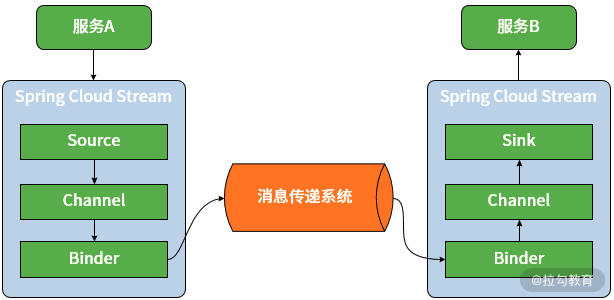 服务A
Spring Cloud Stream
Source
Channel
Binder
消息传递系统
服务B
Spring Cloud Stream
Sink
Channel
Binder
@拉勾教育